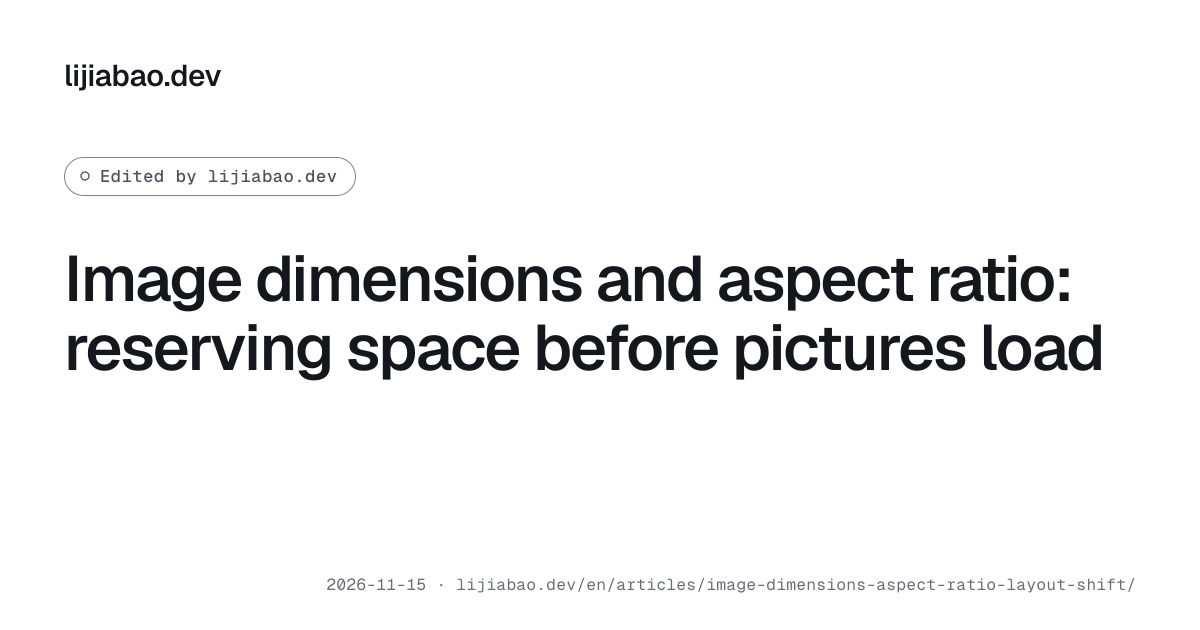 lijiabao.dev
Edited by lijiabao.dev
Image dimensions and aspect ratio:
reserving space before pictures load
2026-11-15 · lijiabao.dev/en/articles/image-dimensions-aspect-ratio-layout-shift/